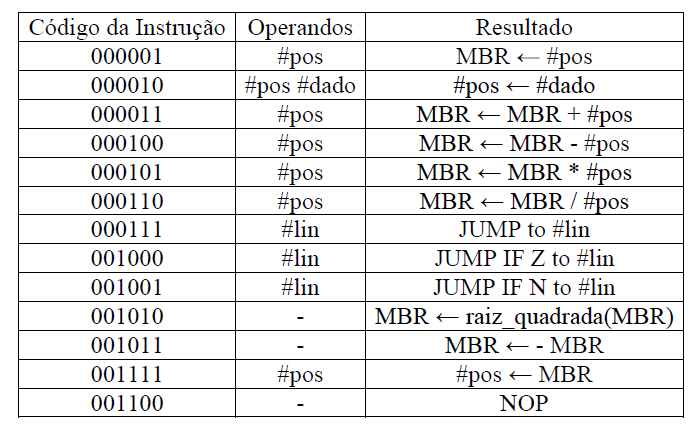 Código da Instrução Operandos Resultado
000001 #pos MBR ← #pos
000010 #pos #dado #pos ← #dado
000011 #pos MBR ← MBR + #pos
000100 #pos MBR ← MBR - #pos
000101 #pos MBR ← MBR * #pos
000110 #pos MBR ← MBR / #pos
000111 #lin JUMP to #lin
001000 #lin JUMP IF Z to #lin
001001 #lin JUMP IF N to #lin
001010 - MBR ← raiz_quadrada(MBR)
001011 - MBR ← - MBR
001111 #pos #pos ← MBR
001100 - NOP